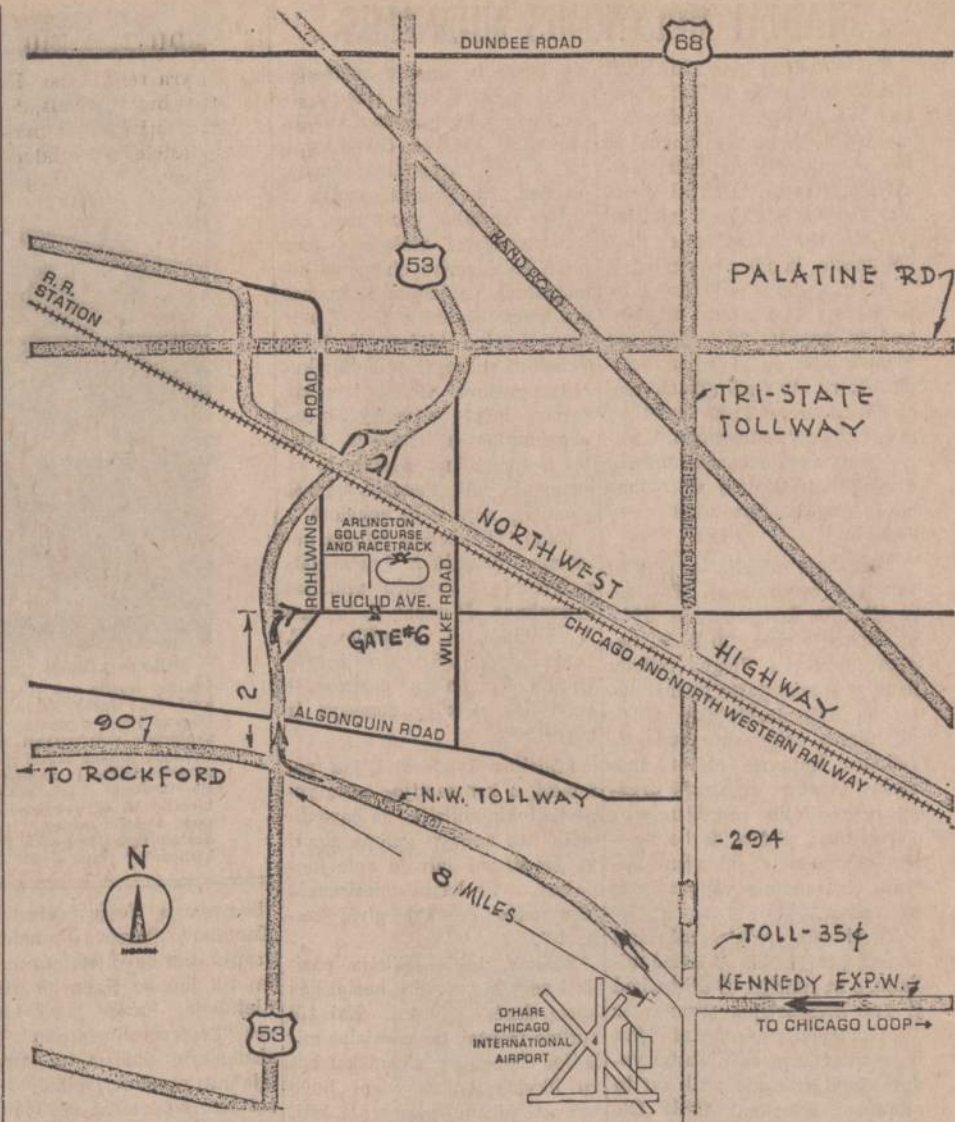 DUNDEE ROAD
68
53
RAND ROAD
PALATINE RD
R.R.
STATION
ROAD
TRI-STATE
TOLLWAY
ROHLWING
ARLINGTON
GOLF COURSE
AND RACETRACK
NORTHWEST
EUCLID AVE.
WILKE ROAD
GATE #6
CHICAGO AND NORTH WESTERN RAILWAY
HIGHWAY
2
907
ALGONQUIN ROAD
TO ROCKFORD
N.W. TOLLWAY
-294
N
8 MILES
TOLL-35¢
KENNEDY EXP.W.
TO CHICAGO LOOP
O'HARE
CHICAGO
INTERNATIONAL
AIRPORT
53